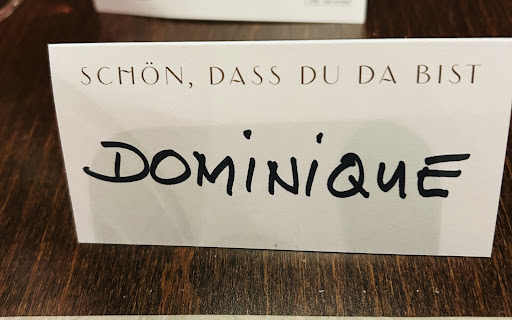 SCHÖN, DASS DU DA BIST
DOMINIQUE